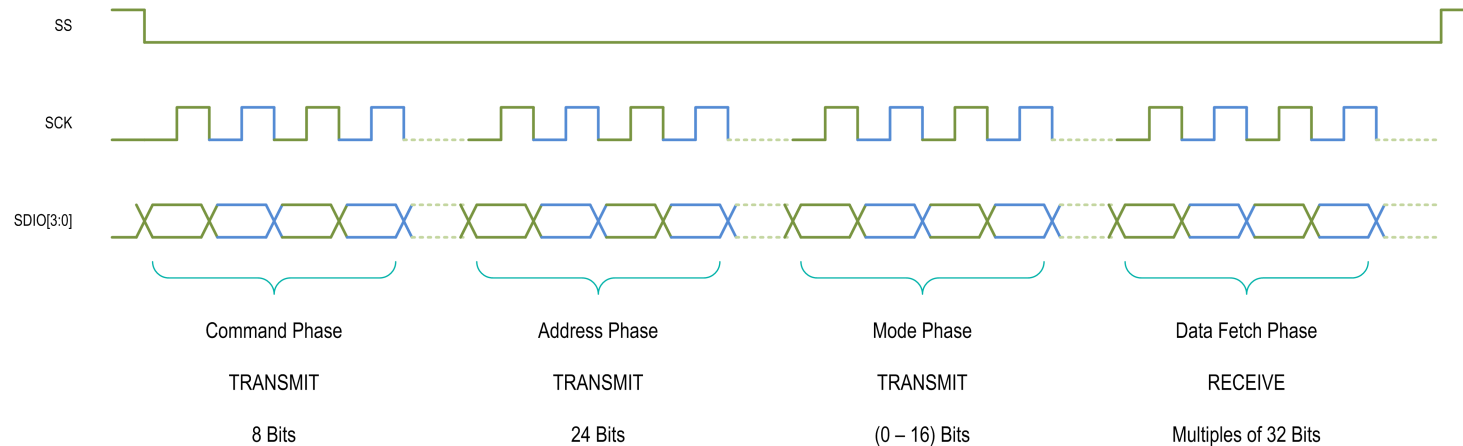 SS
SCK
SDIO[3:0]
Command Phase
Address Phase
Mode Phase
Data Fetch Phase
TRANSMIT
TRANSMIT
TRANSMIT
RECEIVE
8 Bits
24 Bits
(0 – 16) Bits
Multiples of 32 Bits